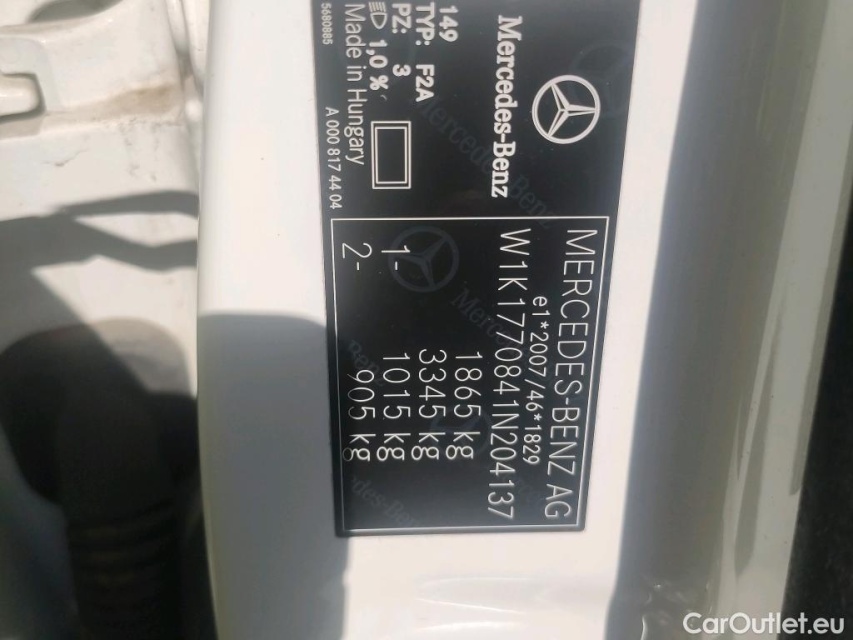 MERCEDES-BENZ AG
e1*2007/46*1829
W1K1770841N204137
1865 kg
3345 kg
1- 1015 kg
2- 905 kg
Mercedes-Benz
149
TYP: F2A
PZ: 3
1,0 %
Made in Hungary
5680885
A 000 817 44 04
CarOutlet.eu